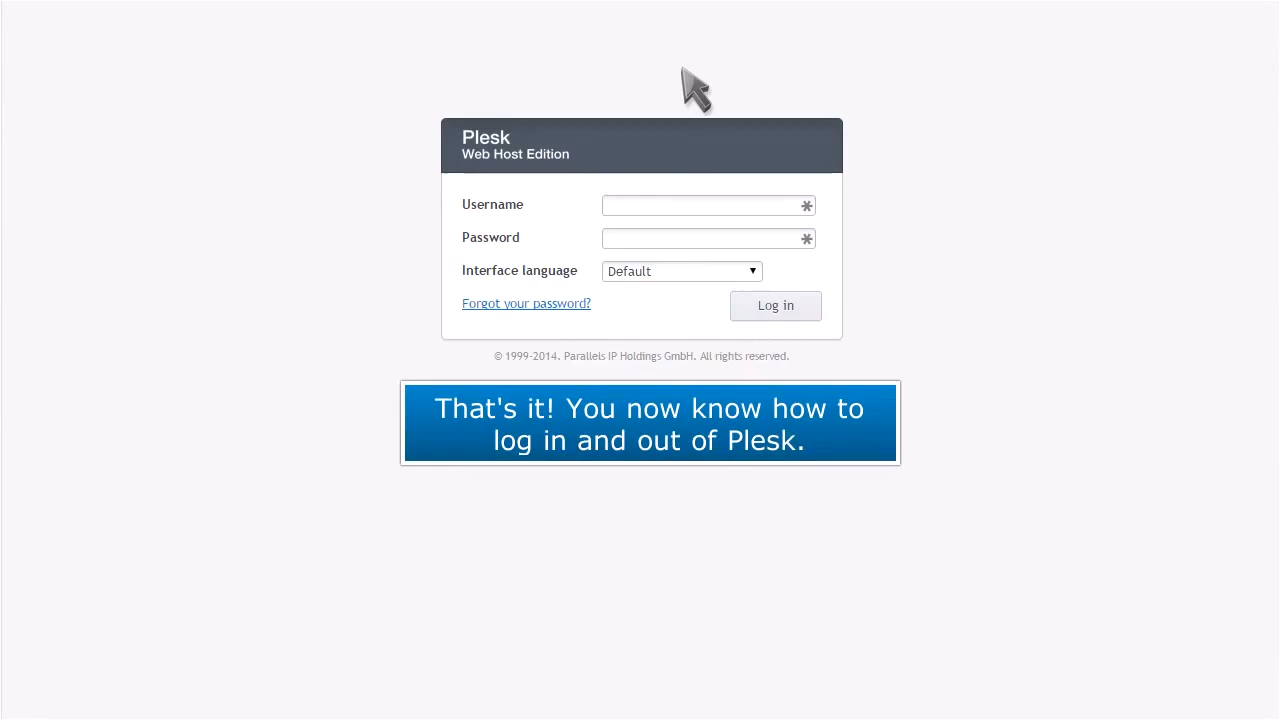 Plesk
Web Host Edition
Username
Password
Interface language
Default
Forgot your password?
Log in
© 1999-2014. Parallels IP Holdings GmbH. All rights reserved.
That's it! You now know how to
log in and out of Plesk.